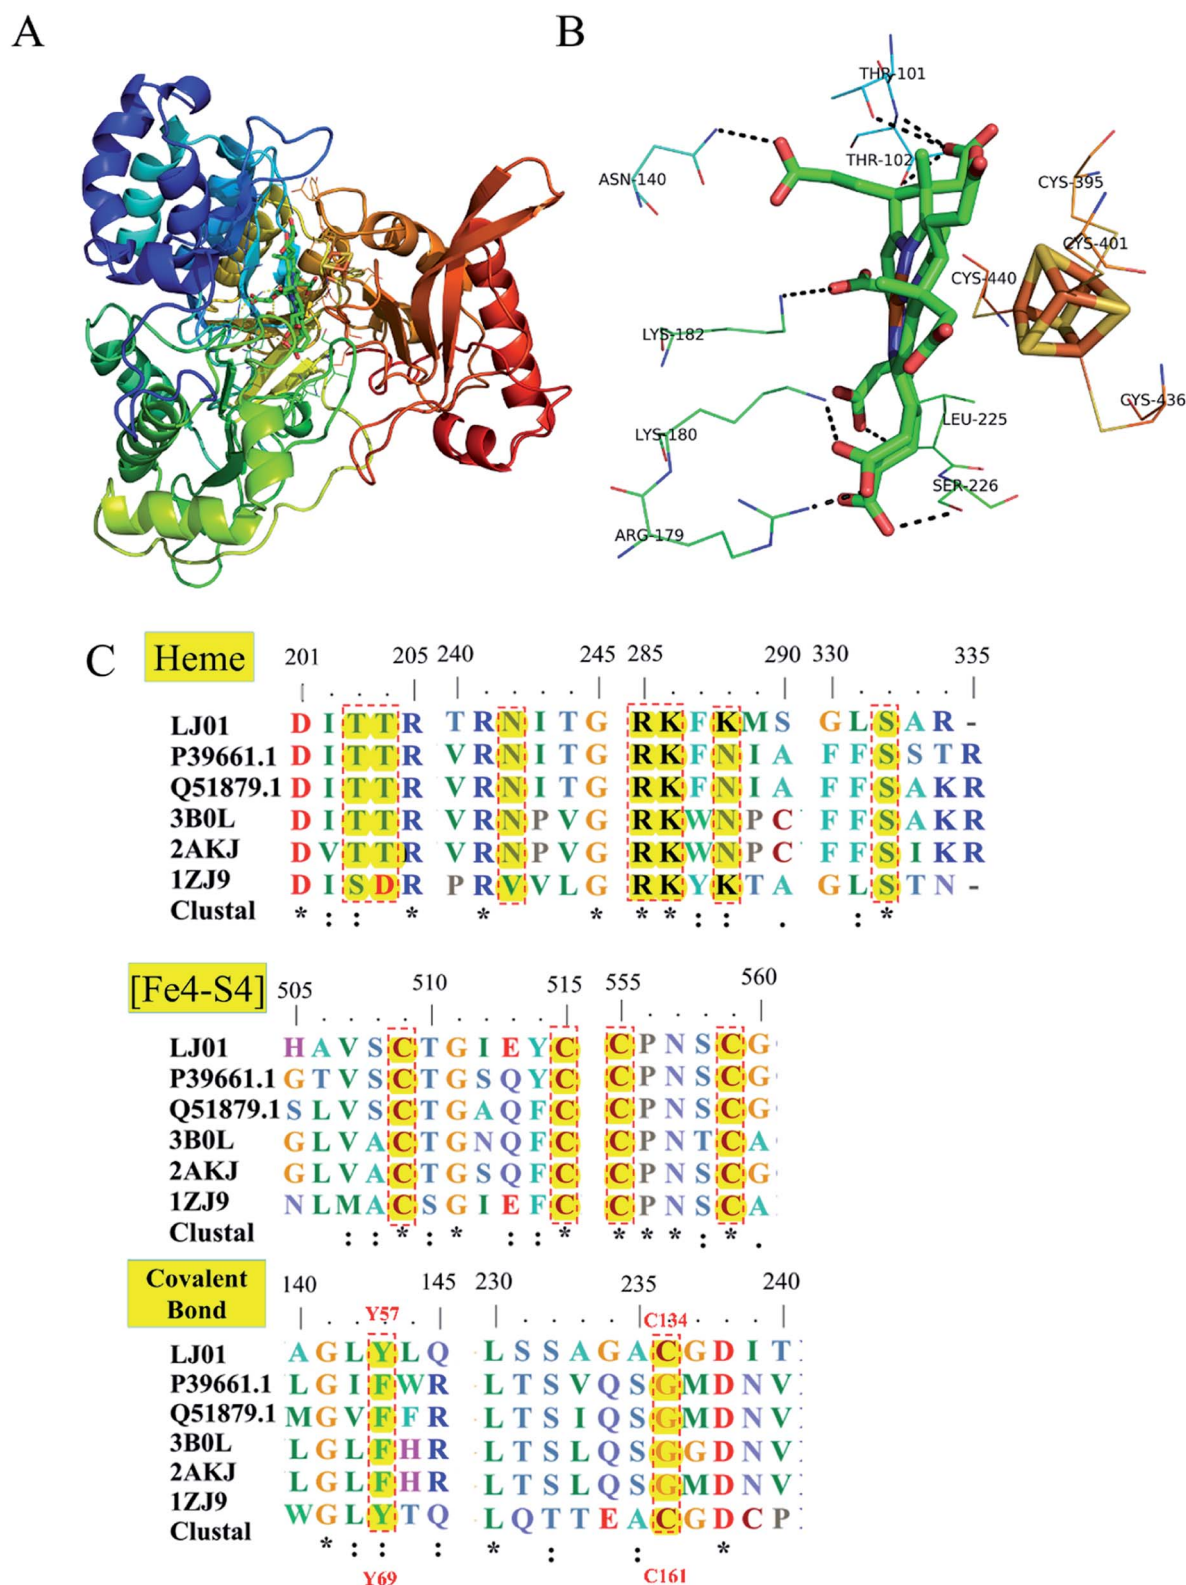 A
B
THR-101
THR-102
ASN-140
CYS-395
CYS-401
CYS-440
LYS-182
CYS-436
LEU-225
LYS-180
SER-226
ARG-179
C
Heme
201 205 240 245 285 290 330 335
LJ01 D I T T R T R N I T G R K F K M S G L S A R -
P39661.1 D I T T R V R N I T G R K F N I A F F S S T R
Q51879.1 D I T T R V R N I T G R K F N I A F F S A K R
3B0L D I T T R V R N P V G R K W N P C F F S A K R
2AKJ D V T T R V R N P V G R K W N P C F F S I K R
1ZJ9 D I S D R P R V V L G R K Y K T A G L S T N -
Clustal * : : * * * * * : : . : *
[Fe4-S4]
505 510 515 555 560
LJ01 H A V S C T G I E Y C C P N S C G
P39661.1 G T V S C T G S Q Y C C P N S C G
Q51879.1 S L V S C T G A Q F C C P N S C G
3B0L G L V A C T G N Q F C C P N T C A
2AKJ G L V A C T G S Q F C C P N S C G
1ZJ9 N L M A C S G I E F C C P N S C A
Clustal : : * : * : : * * * * : * .
Covalent
Bond
140 145 230 235 240
Y57 C134
LJ01 A G L Y L Q L S S A G A C G D I T
P39661.1 L G I F W R L T S V Q S G M D N V
Q51879.1 M G V F F R L T S I Q S G M D N V
3B0L L G L F H R L T S L Q S G G D N V
2AKJ L G L F H R L T S L Q S G M D N V
1ZJ9 W G L Y T Q L Q T T E A C G D C P
Clustal * : : : * : : *
Y69 C161